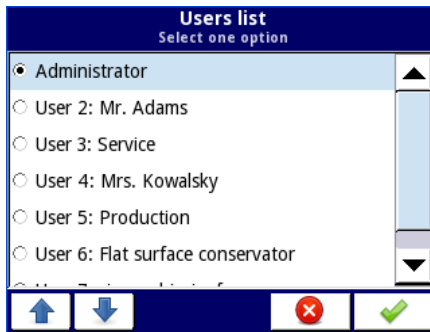 Users list
Select one option
Administrator
User 2: Mr. Adams
User 3: Service
User 4: Mrs. Kowalsky
User 5: Production
User 6: Flat surface conservator